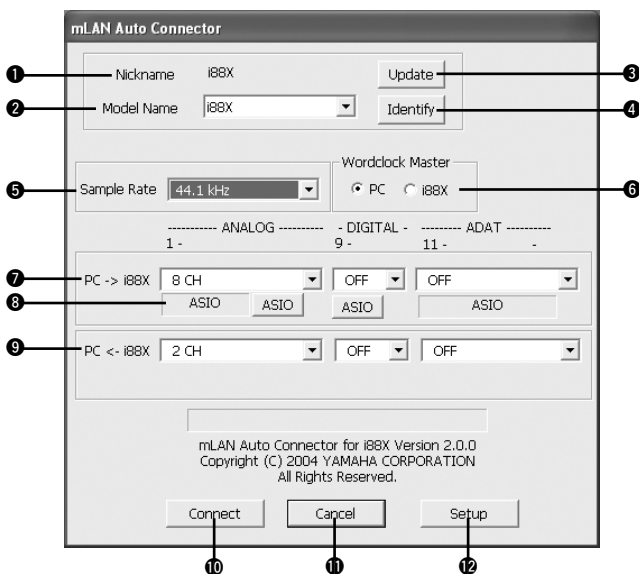 mLAN Auto Connector
❶ Nickname i88X Update ❸
❷ Model Name i88X Identify ❹
Wordclock Master
❺ Sample Rate 44.1 kHz PC i88X ❻
---------- ANALOG ---------- - DIGITAL - --------- ADAT ----------
1 - 9 - 11 - -
❼ PC -> i88X 8 CH OFF OFF
❽ ASIO ASIO ASIO ASIO
❾ PC <- i88X 2 CH OFF OFF
mLAN Auto Connector for i88X Version 2.0.0
Copyright (C) 2004 YAMAHA CORPORATION
All Rights Reserved.
Connect Cancel Setup
❿ ⓫ ⓬